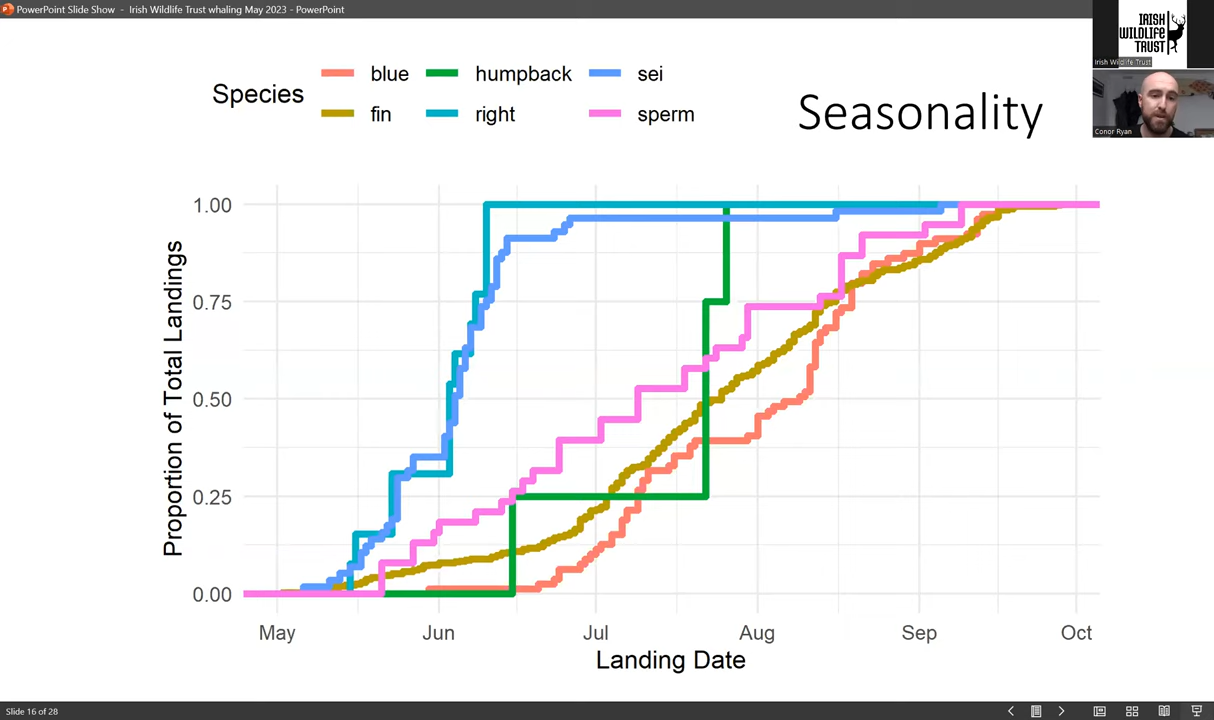 PowerPoint Slide Show - Irish Wildlife Trust whaling May 2023 - PowerPoint
IRISH
WILDLIFE
TRUST
Irish Wildlife Trust
Conor Ryan
Species
blue
humpback
sei
fin
right
sperm
Seasonality
1.00
0.75
0.50
0.25
0.00
Proportion of Total Landings
May
Jun
Jul
Aug
Sep
Oct
Landing Date
Slide 16 of 28